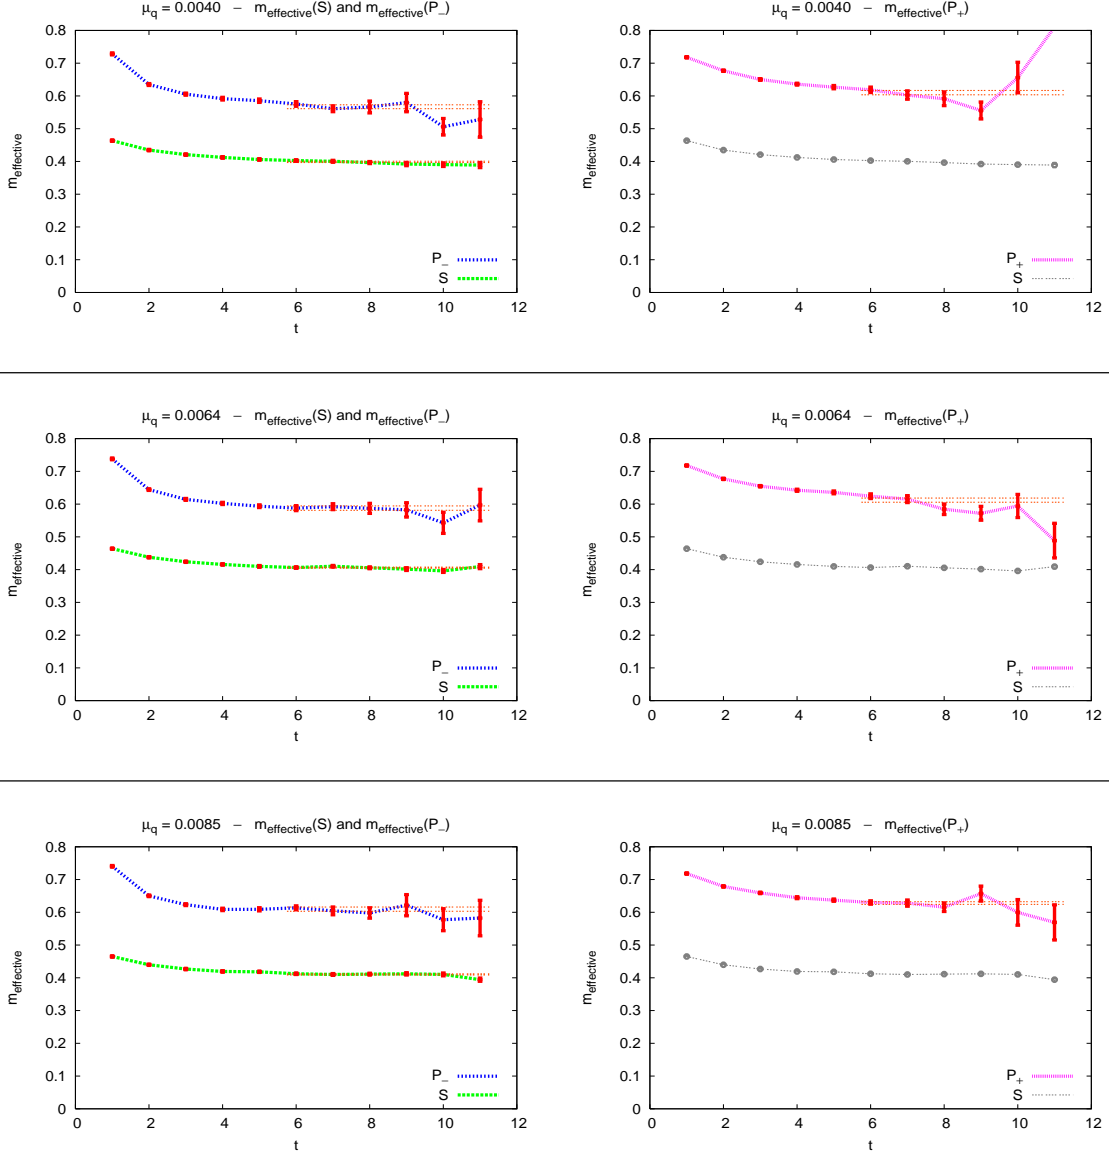 μq = 0.0040 − meffective(S) and meffective(P−)
meffective
0.8
0.7
0.6
0.5
0.4
0.3
0.2
0.1
0
P−
S
0 2 4 6 8 10 12
t
μq = 0.0040 − meffective(P+)
meffective
0.8
0.7
0.6
0.5
0.4
0.3
0.2
0.1
0
P+
S
0 2 4 6 8 10 12
t
μq = 0.0064 − meffective(S) and meffective(P−)
meffective
0.8
0.7
0.6
0.5
0.4
0.3
0.2
0.1
0
P−
S
0 2 4 6 8 10 12
t
μq = 0.0064 − meffective(P+)
meffective
0.8
0.7
0.6
0.5
0.4
0.3
0.2
0.1
0
P+
S
0 2 4 6 8 10 12
t
μq = 0.0085 − meffective(S) and meffective(P−)
meffective
0.8
0.7
0.6
0.5
0.4
0.3
0.2
0.1
0
P−
S
0 2 4 6 8 10 12
t
μq = 0.0085 − meffective(P+)
meffective
0.8
0.7
0.6
0.5
0.4
0.3
0.2
0.1
0
P+
S
0 2 4 6 8 10 12
t